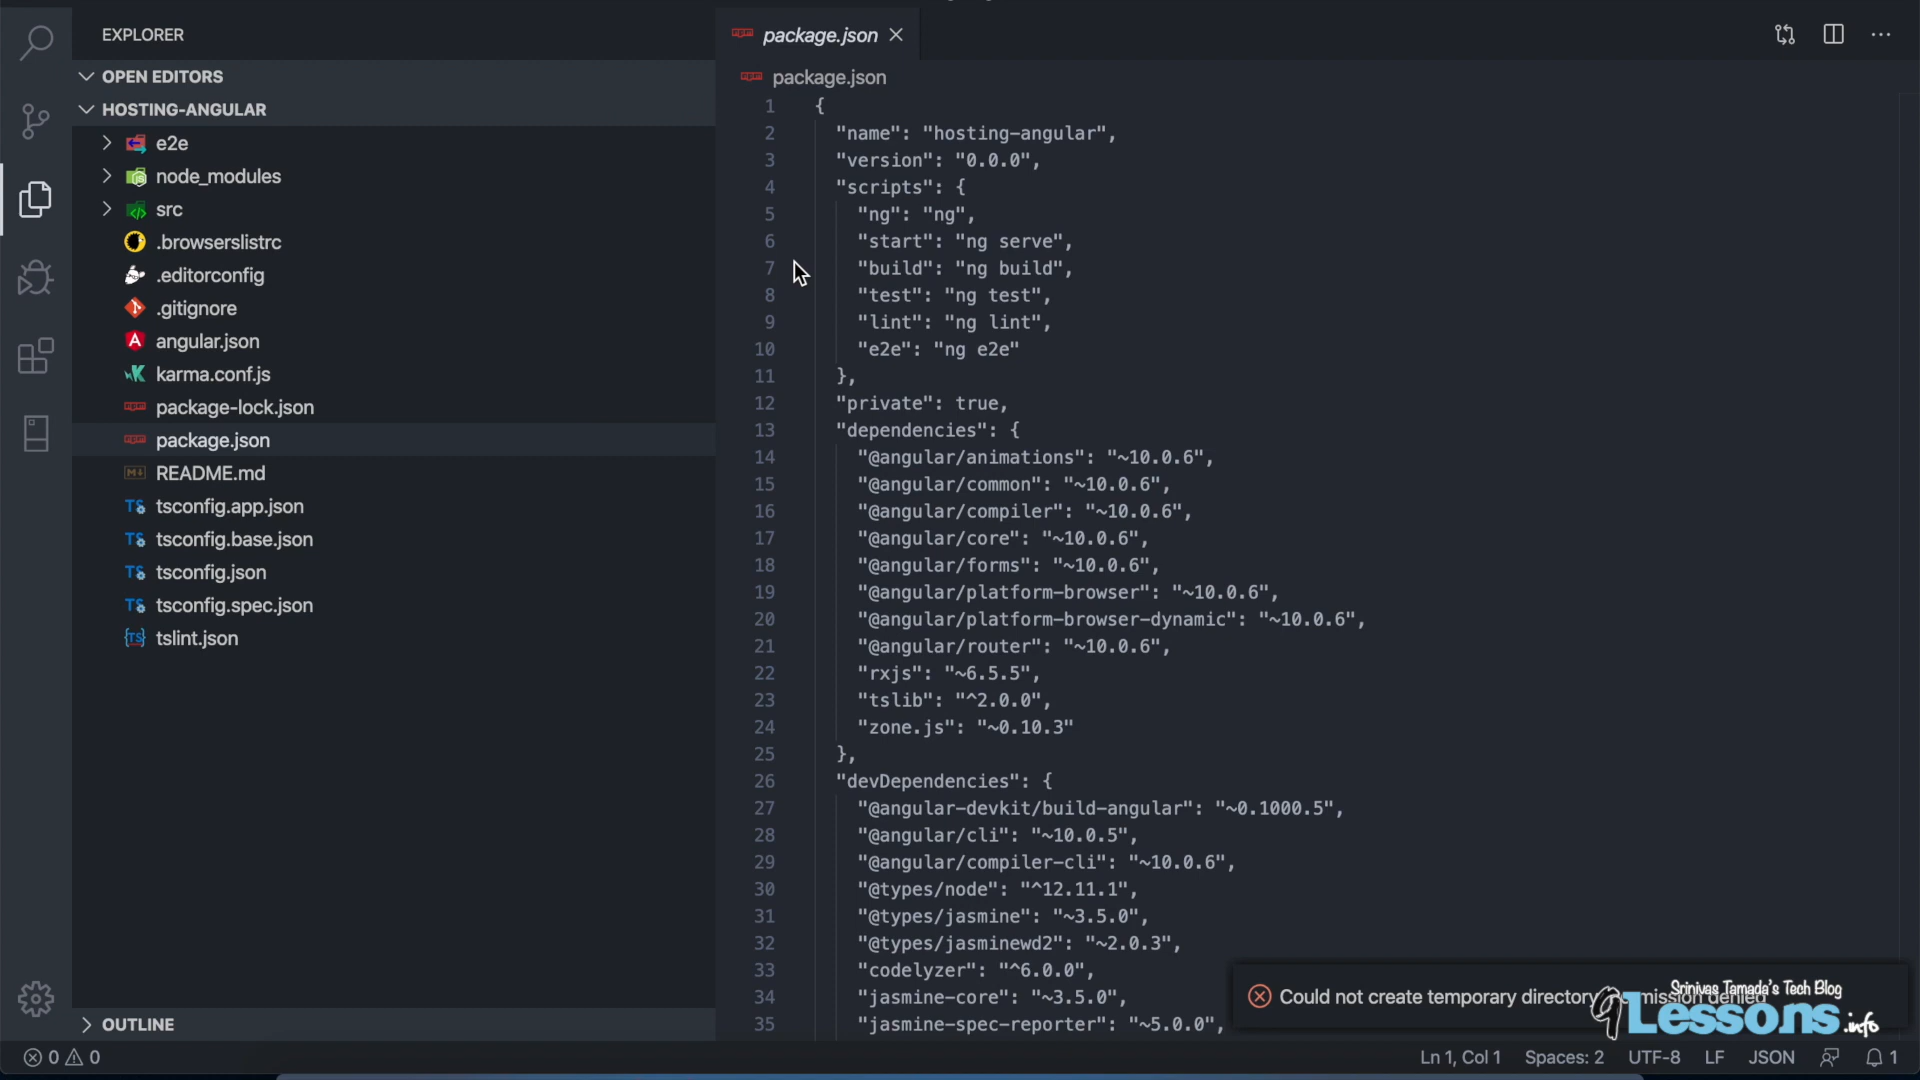 EXPLORER
OPEN EDITORS
HOSTING-ANGULAR
e2e
node_modules
src
.browserslistrc
.editorconfig
.gitignore
angular.json
karma.conf.js
package-lock.json
package.json
README.md
tsconfig.app.json
tsconfig.base.json
tsconfig.json
tsconfig.spec.json
tslint.json
OUTLINE
package.json
package.json
1 {
2 "name": "hosting-angular",
3 "version": "0.0.0",
4 "scripts": {
5 "ng": "ng",
6 "start": "ng serve",
7 "build": "ng build",
8 "test": "ng test",
9 "lint": "ng lint",
10 "e2e": "ng e2e"
11 },
12 "private": true,
13 "dependencies": {
14 "@angular/animations": "~10.0.6",
15 "@angular/common": "~10.0.6",
16 "@angular/compiler": "~10.0.6",
17 "@angular/core": "~10.0.6",
18 "@angular/forms": "~10.0.6",
19 "@angular/platform-browser": "~10.0.6",
20 "@angular/platform-browser-dynamic": "~10.0.6",
21 "@angular/router": "~10.0.6",
22 "rxjs": "~6.5.5",
23 "tslib": "^2.0.0",
24 "zone.js": "~0.10.3"
25 },
26 "devDependencies": {
27 "@angular-devkit/build-angular": "~0.1000.5",
28 "@angular/cli": "~10.0.5",
29 "@angular/compiler-cli": "~10.0.6",
30 "@types/node": "^12.11.1",
31 "@types/jasmine": "~3.5.0",
32 "@types/jasminewd2": "~2.0.3",
33 "codelyzer": "^6.0.0",
34 "jasmine-core": "~3.5.0",
35 "jasmine-spec-reporter": "~5.0.0",
Could not create temporary directory
Srinivas Tamada's Tech Blog
9Lessons.info
0 0
Ln 1, Col 1 Spaces: 2 UTF-8 LF JSON 1